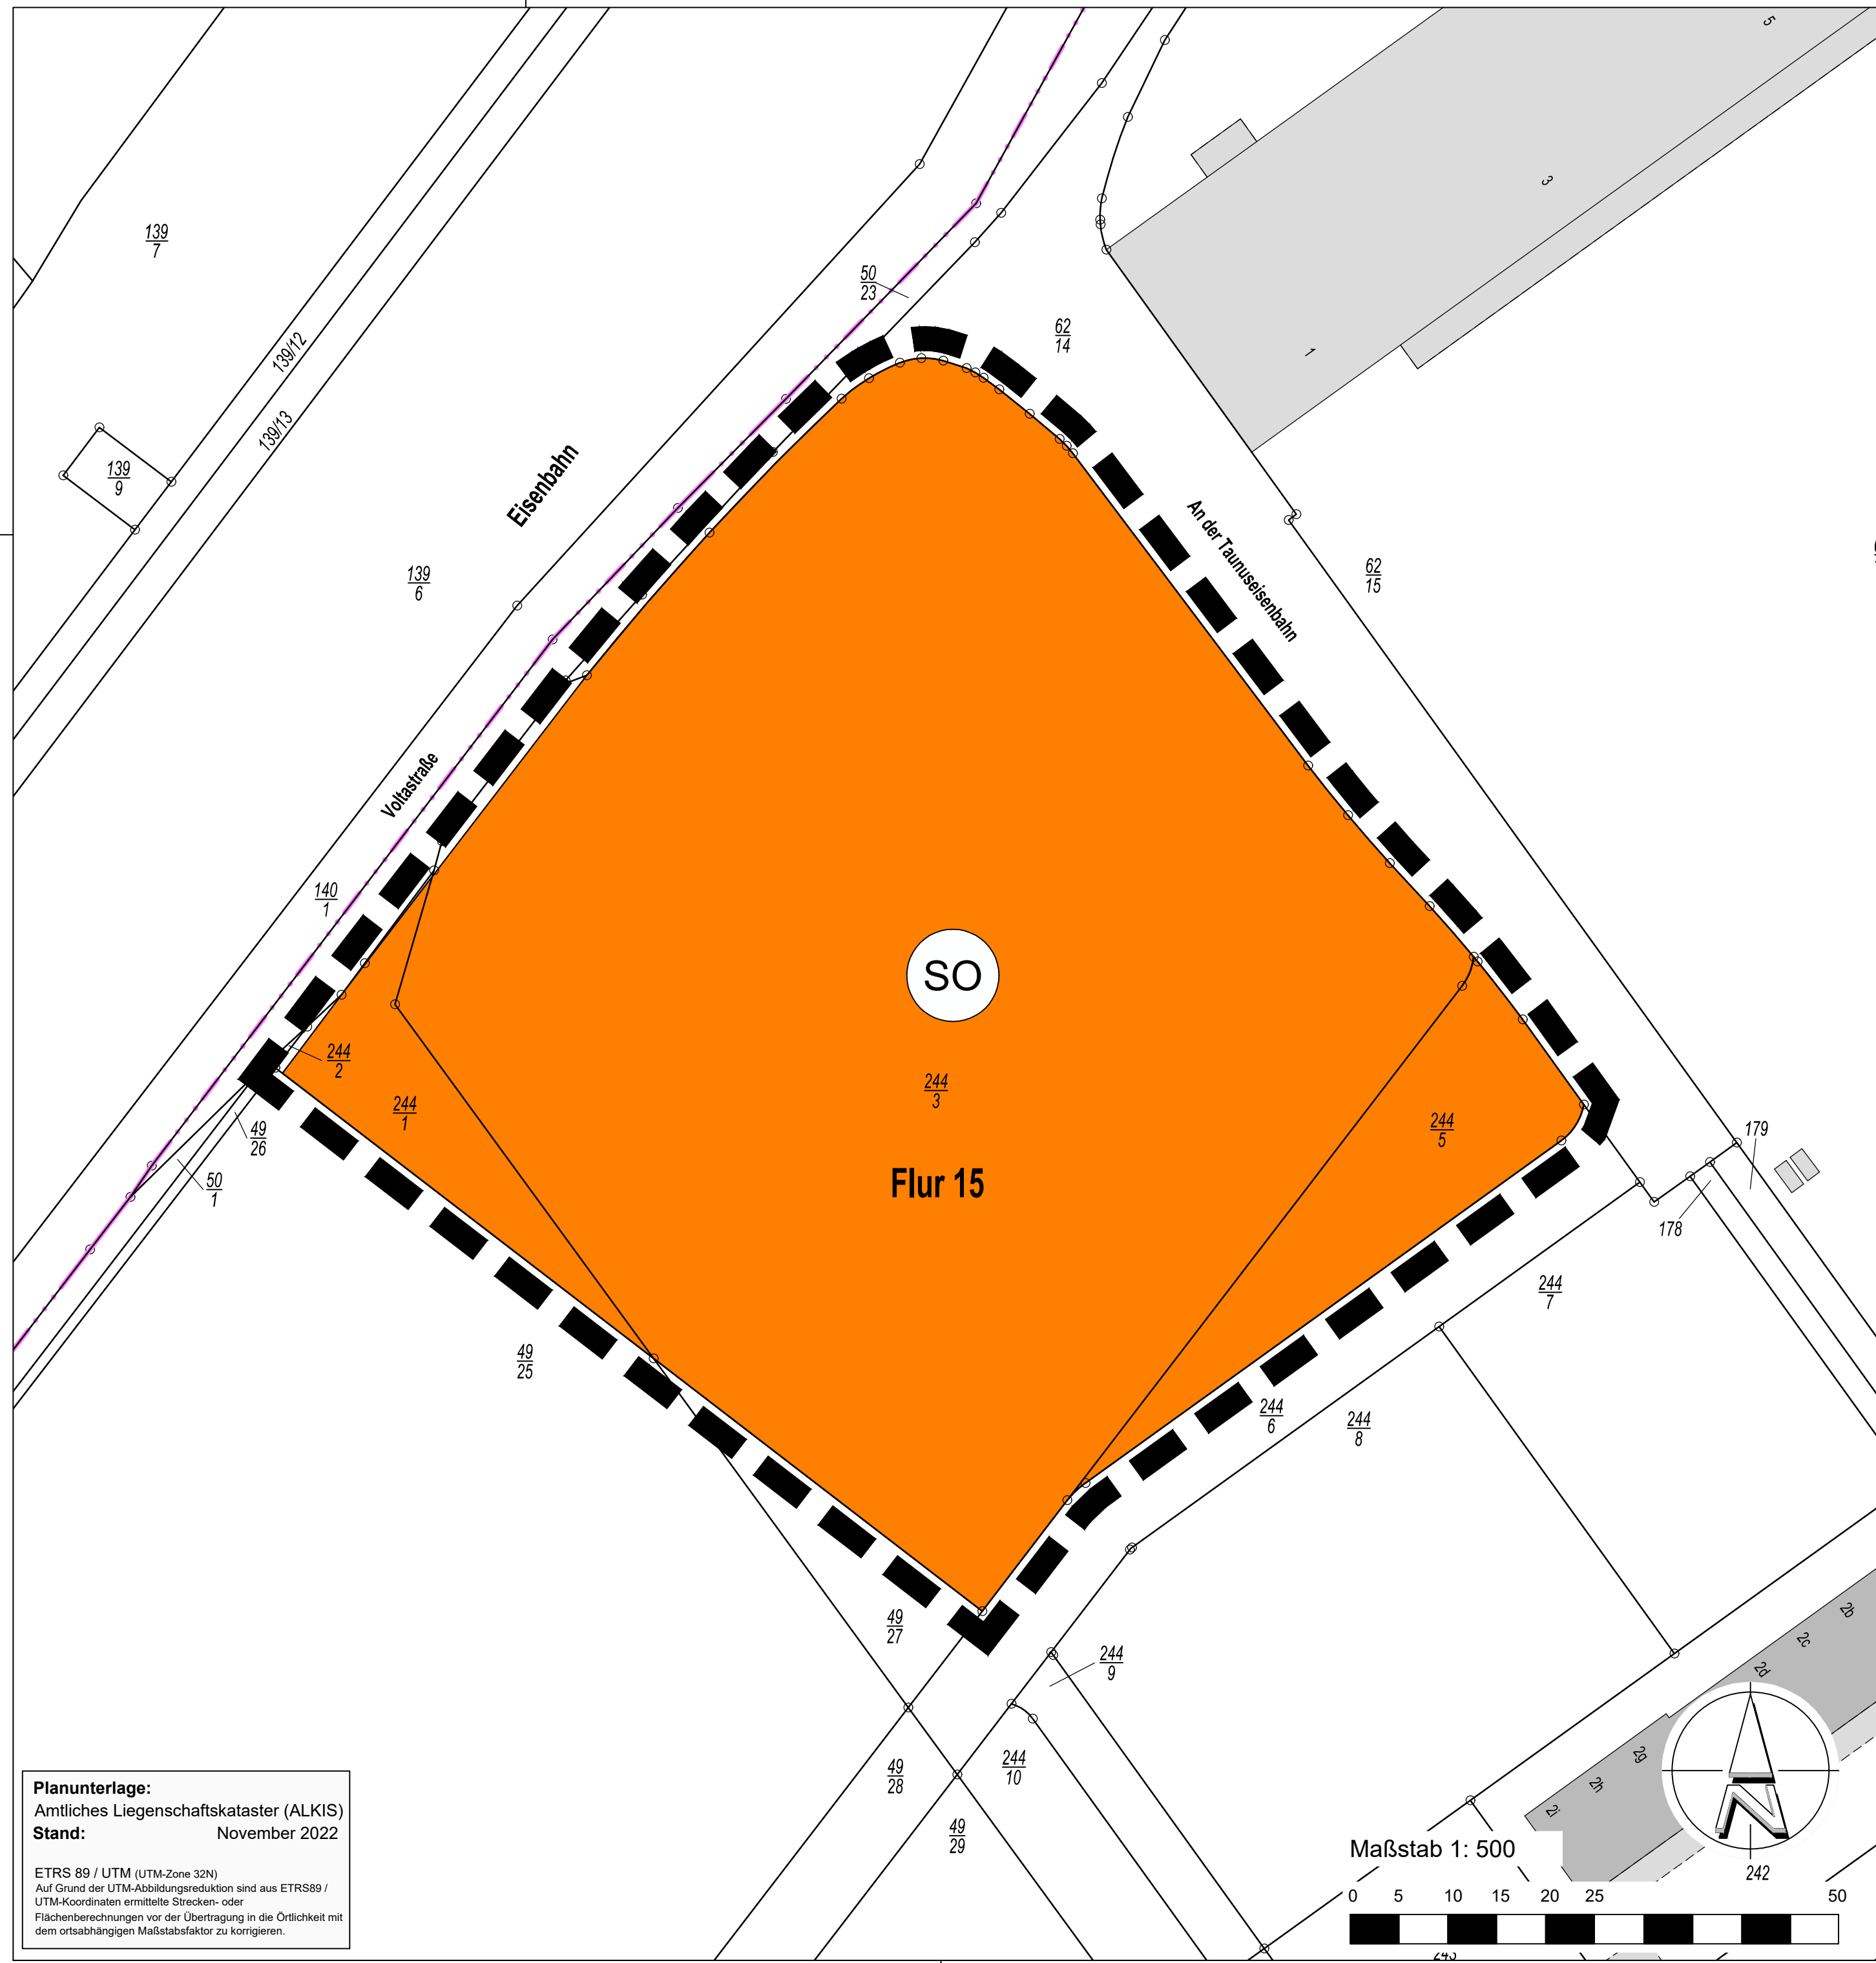 5
3
139
7
50
23
62
14
1
139/12
139/13
139
9
Eisenbahn
An der Taunuseisenbahn
139
6
62
15
Voltastraße
140
1
SO
244
2
244
1
244
3
244
5
49
26
50
1
179
Flur 15
178
244
7
49
25
244
6
244
8
49
27
244
9
2b
2c
2d
2g
2h
2i
49
28
244
10
49
29
242
Planunterlage:
Amtliches Liegenschaftskataster (ALKIS)
Stand: November 2022
ETRS 89 / UTM (UTM-Zone 32N)
Auf Grund der UTM-Abbildungsreduktion sind aus ETRS89 /
UTM-Koordinaten ermittelte Strecken- oder
Flächenberechnungen vor der Übertragung in die Örtlichkeit mit
dem ortsabhängigen Maßstabsfaktor zu korrigieren.
N
Maßstab 1: 500
0 5 10 15 20 25 50